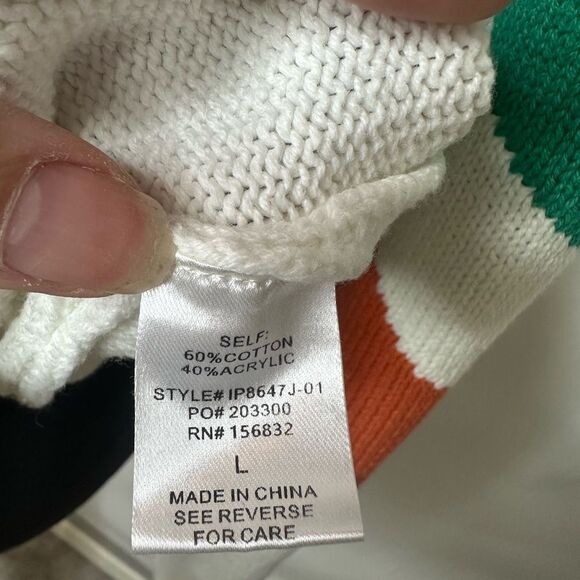 SELF:
60%COTTON
40%ACRYLIC
STYLE# IP8647J-01
PO# 203300
RN# 156832
L
MADE IN CHINA
SEE REVERSE
FOR CARE